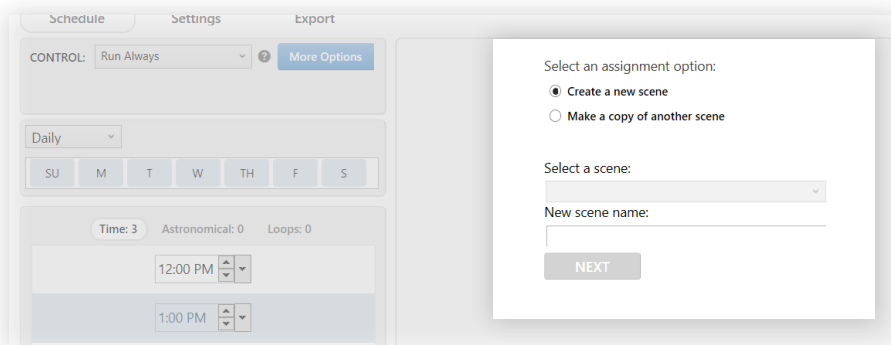 Schedule Settings Export
CONTROL: Run Always ? More Options
Daily
SU M T W TH F S
Time: 3 Astronomical: 0 Loops: 0
12:00 PM
1:00 PM
Select an assignment option:
Create a new scene
Make a copy of another scene
Select a scene:
New scene name:
NEXT